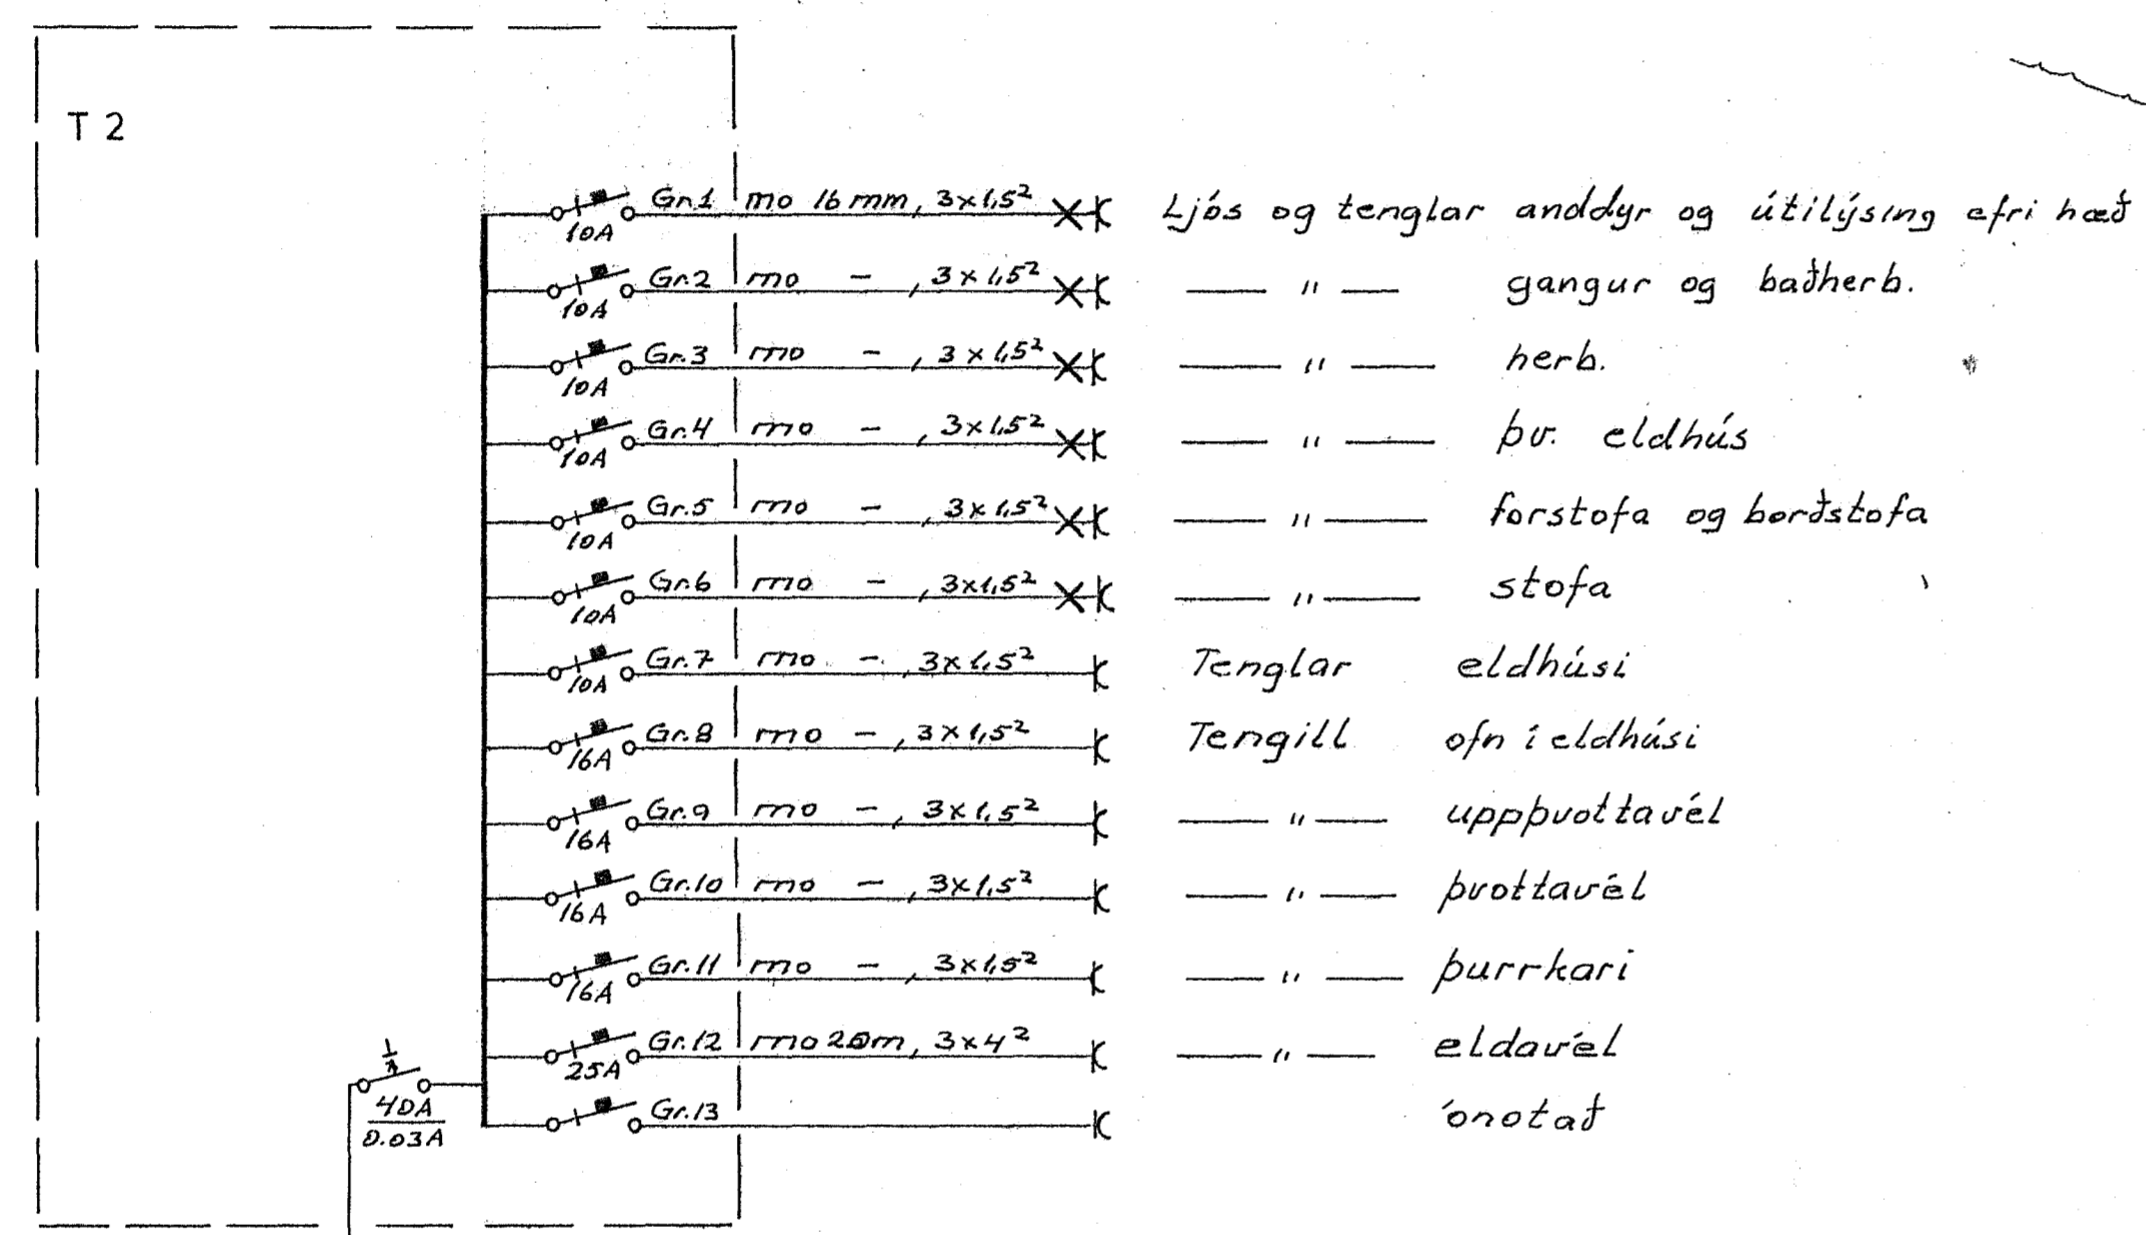 T 2
Gr.1 mo 16 mm, 3x1,5² Ljós og tenglar anddyr og útilýsing efri hæð
10A
Gr.2 mo - , 3x1,5² — " — gangur og baðherb.
10A
Gr.3 mo - , 3x1,5² — " — herb.
10A
Gr.4 mo - , 3x1,5² — " — þv. eldhús
10A
Gr.5 mo - , 3x1,5² — " — forstofa og borðstofa
10A
Gr.6 mo - , 3x1,5² — " — stofa
10A
Gr.7 mo - , 3x1,5² Tenglar eldhúsi
10A
Gr.8 mo - , 3x1,5² Tengill ofn í eldhúsi
16A
Gr.9 mo - , 3x1,5² — " — uppþvottavél
16A
Gr.10 mo - , 3x1,5² — " — þvottavél
16A
Gr.11 mo - , 3x1,5² — " — þurrkari
16A
Gr.12 mo 20m, 3x4² — " — eldavél
25A
40A
0.03A
Gr.13 ónotað